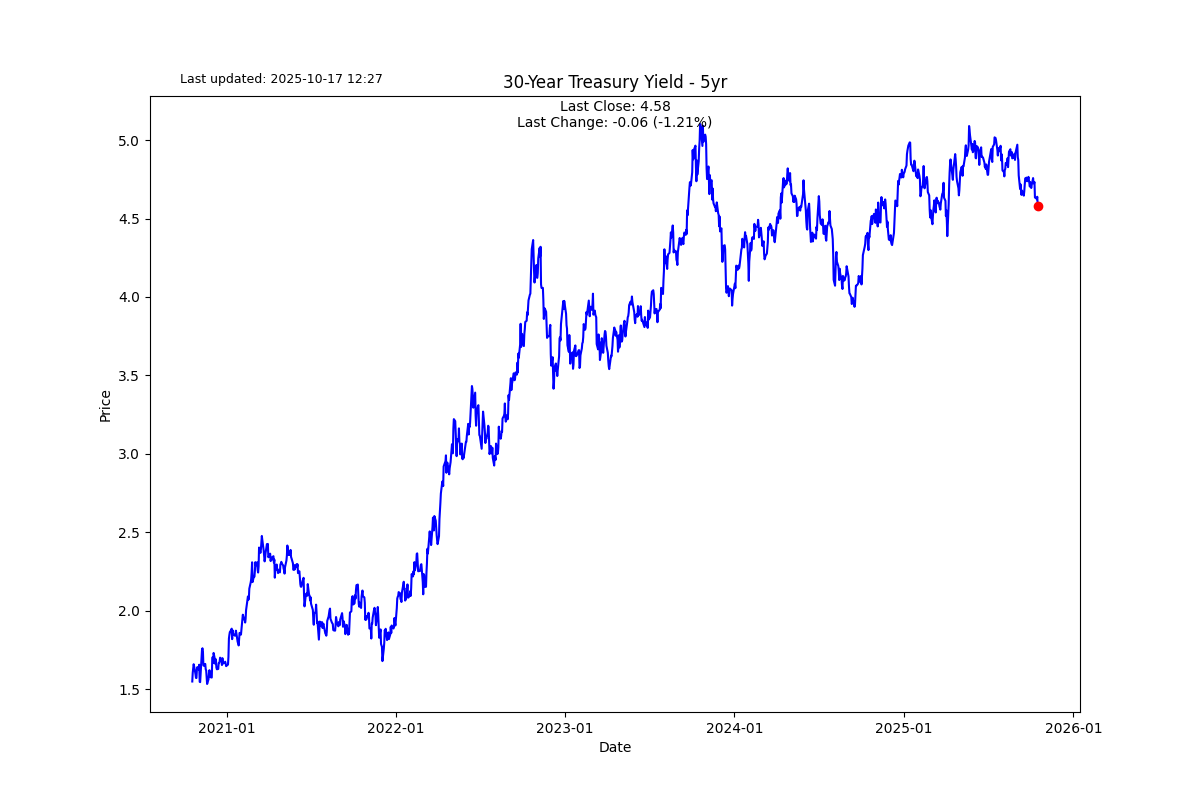 Last updated: 2025-10-17 12:27
30-Year Treasury Yield - 5yr
Last Close: 4.58
Last Change: -0.06 (-1.21%)
5.0
4.5
4.0
3.5
3.0
2.5
2.0
1.5
Price
2021-01
2022-01
2023-01
2024-01
2025-01
2026-01
Date